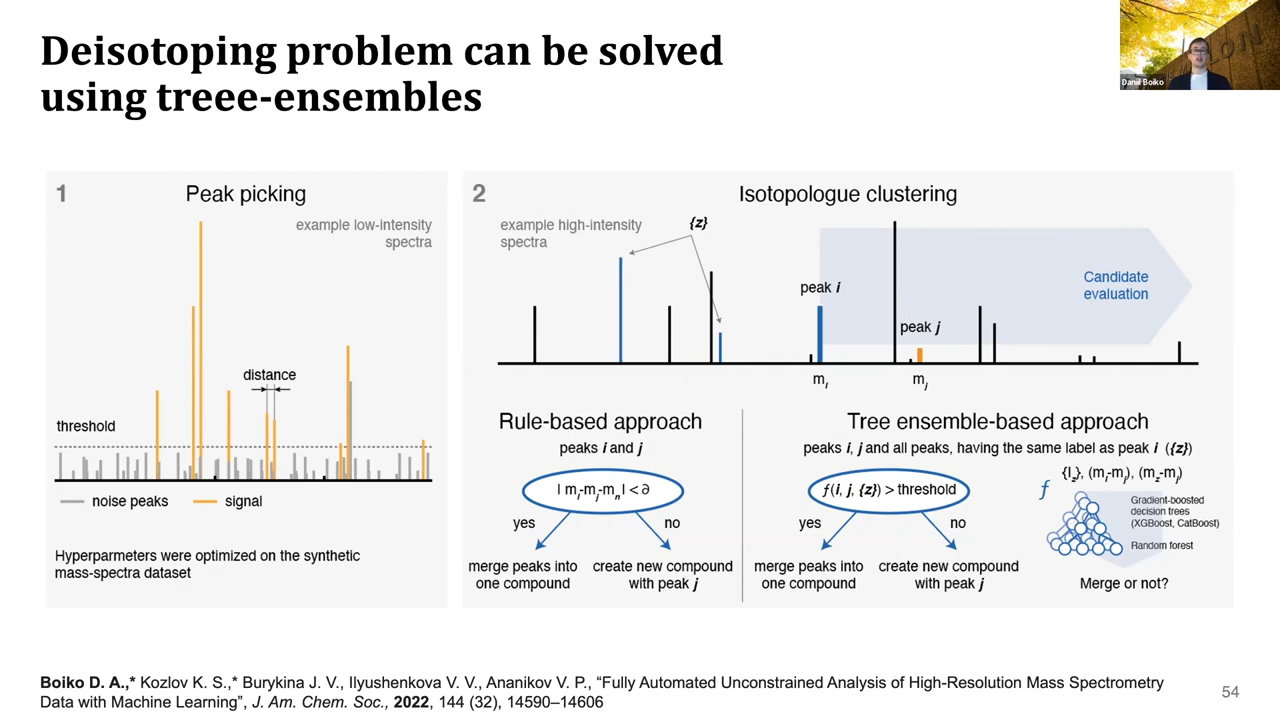 Deisotoping problem can be solved
using treee-ensembles
Danil Boiko
1
Peak picking
example low-intensity
spectra
distance
threshold
noise peaks
signal
Hyperparmeters were optimized on the synthetic
mass-spectra dataset
2
Isotopologue clustering
example high-intensity
spectra
{z}
peak i
peak j
Candidate
evaluation
mᵢ
mⱼ
Rule-based approach
peaks i and j
| mᵢ-mⱼ-mₙ| < ∂
yes
no
merge peaks into
one compound
create new compound
with peak j
Tree ensemble-based approach
peaks i, j and all peaks, having the same label as peak i ({z})
f(i, j, {z}) > threshold
yes
no
merge peaks into
one compound
create new compound
with peak j
f
{I_z}, (mᵢ-mⱼ), (m_z-mⱼ)
Gradient-boosted
decision trees
(XGBoost, CatBoost)
Random forest
Merge or not?
Boiko D. A.,* Kozlov K. S.,* Burykina J. V., Ilyushenkova V. V., Ananikov V. P., “Fully Automated Unconstrained Analysis of High-Resolution Mass Spectrometry
Data with Machine Learning”, J. Am. Chem. Soc., 2022, 144 (32), 14590–14606
54